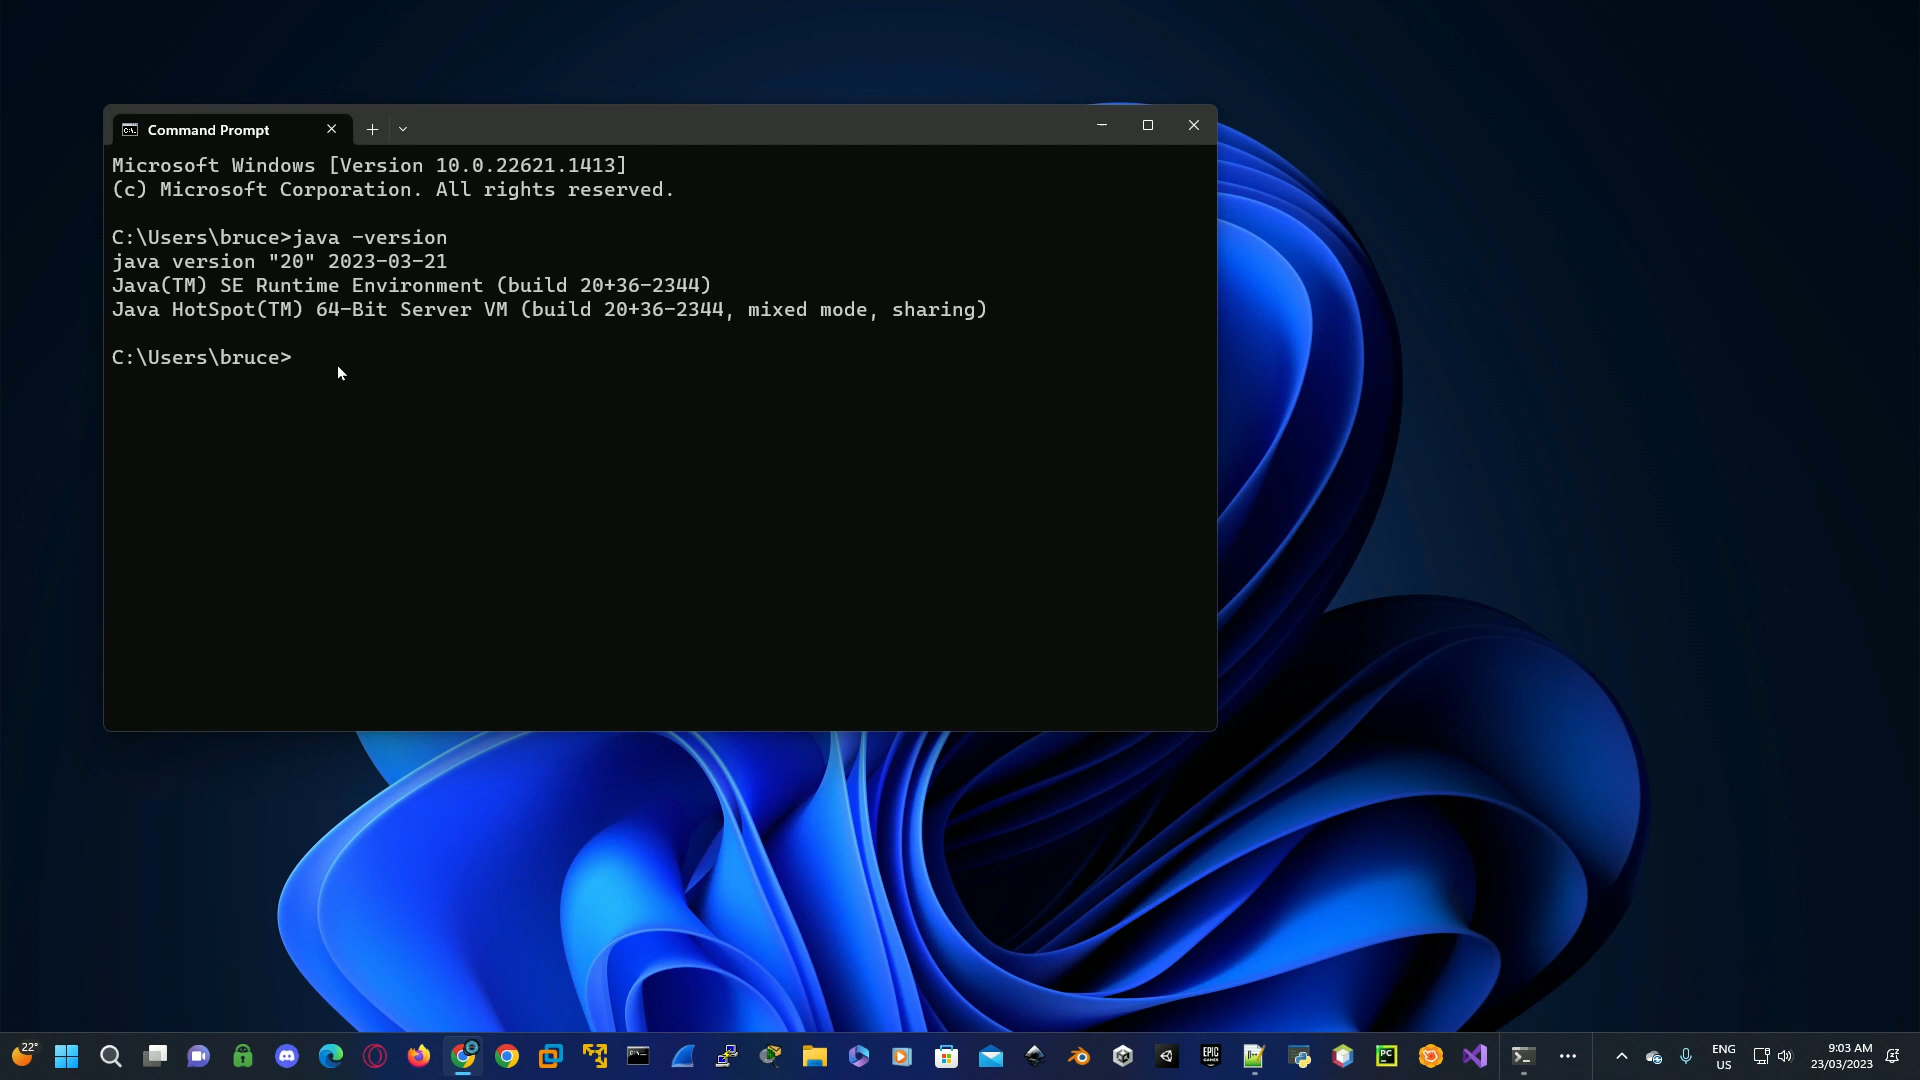 Command Prompt
Microsoft Windows [Version 10.0.22621.1413]
(c) Microsoft Corporation. All rights reserved.
C:\Users\bruce>java -version
java version "20" 2023-03-21
Java(TM) SE Runtime Environment (build 20+36-2344)
Java HotSpot(TM) 64-Bit Server VM (build 20+36-2344, mixed mode, sharing)
C:\Users\bruce>
22°
EPIC
GAMES
PC
ENG
US
9:03 AM
23/03/2023